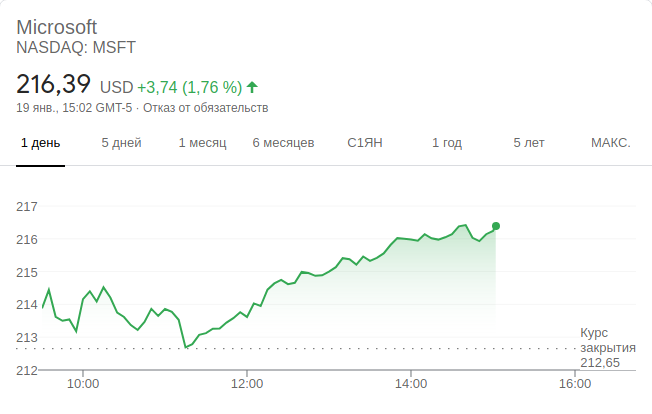 Microsoft
NASDAQ: MSFT
216,39 USD +3,74 (1,76 %)
19 янв., 15:02 GMT-5 · Отказ от обязательств
1 день 5 дней 1 месяц 6 месяцев С1ЯН 1 год 5 лет МАКС.
217
216
215
214
213
212
Курс
закрытия
212,65
10:00 12:00 14:00 16:00